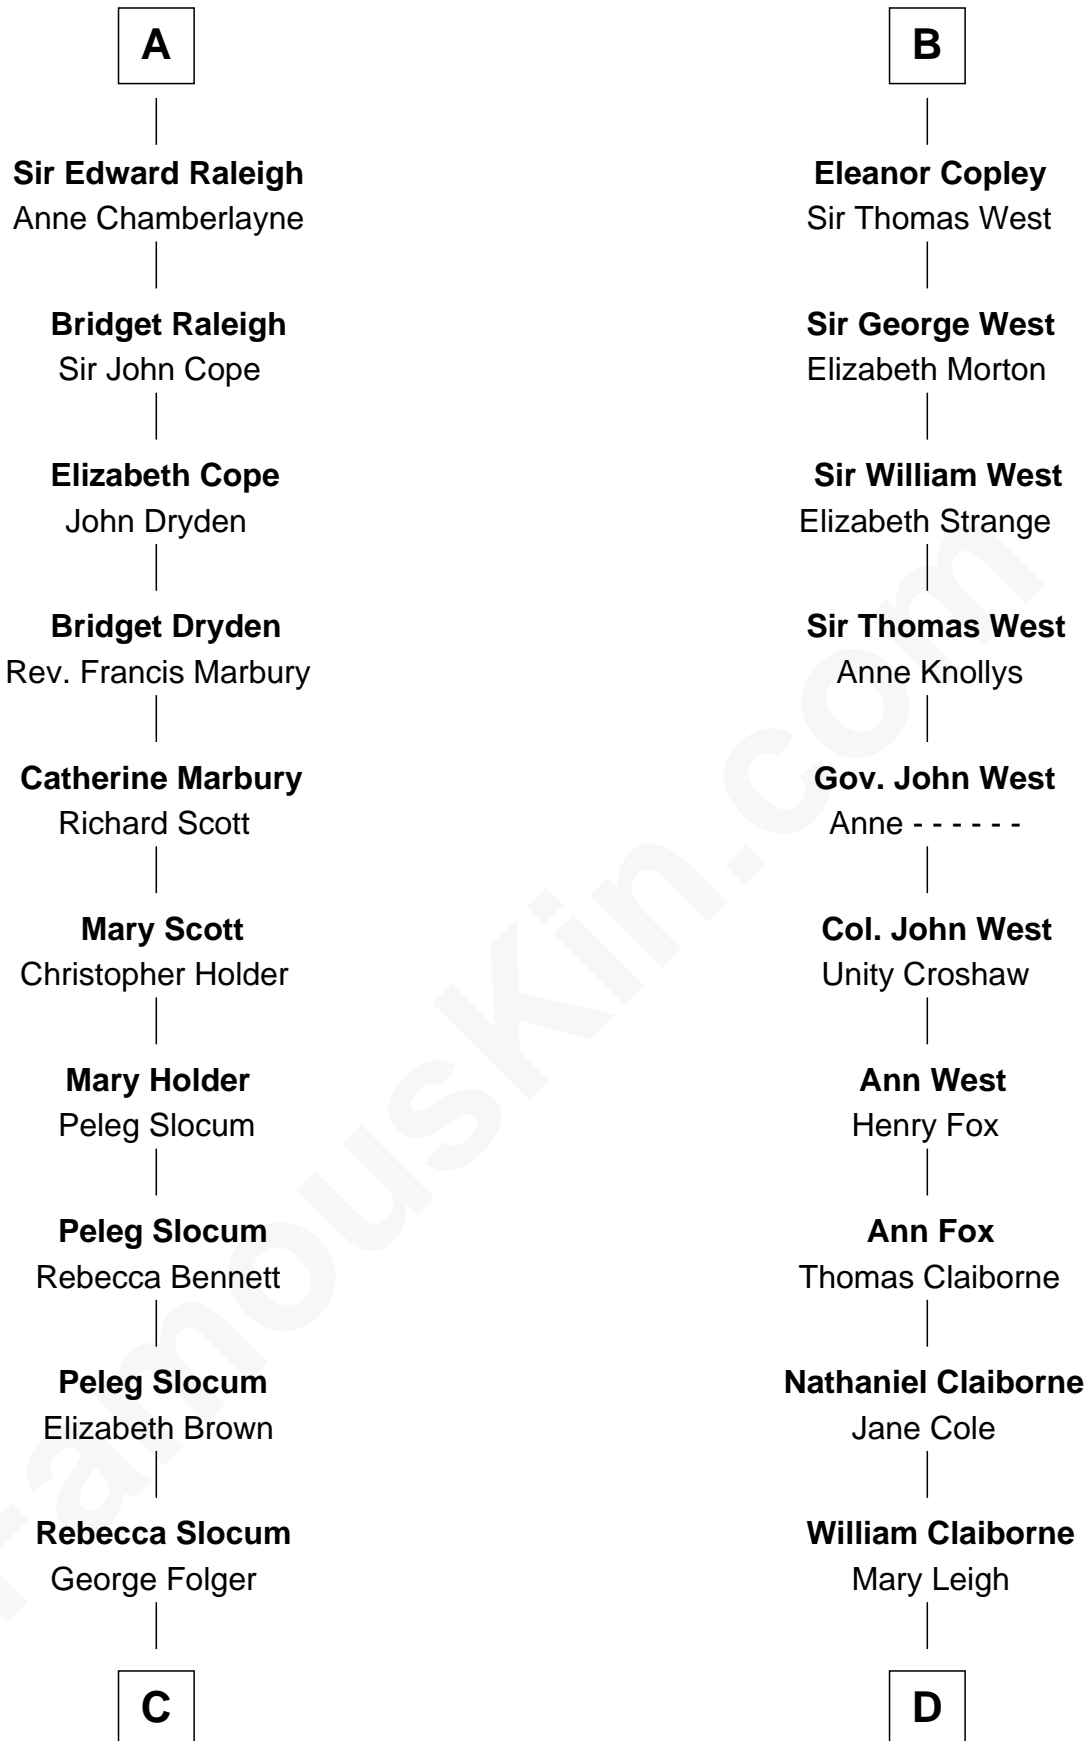 A
Sir Edward Raleigh
Anne Chamberlayne
Bridget Raleigh
Sir John Cope
Elizabeth Cope
John Dryden
Bridget Dryden
Rev. Francis Marbury
Catherine Marbury
Richard Scott
Mary Scott
Christopher Holder
Mary Holder
Peleg Slocum
Peleg Slocum
Rebecca Bennett
Peleg Slocum
Elizabeth Brown
Rebecca Slocum
George Folger
C
B
Eleanor Copley
Sir Thomas West
Sir George West
Elizabeth Morton
Sir William West
Elizabeth Strange
Sir Thomas West
Anne Knollys
Gov. John West
Anne - - - - - -
Col. John West
Unity Croshaw
Ann West
Henry Fox
Ann Fox
Thomas Claiborne
Nathaniel Claiborne
Jane Cole
William Claiborne
Mary Leigh
D
FamousKin.com